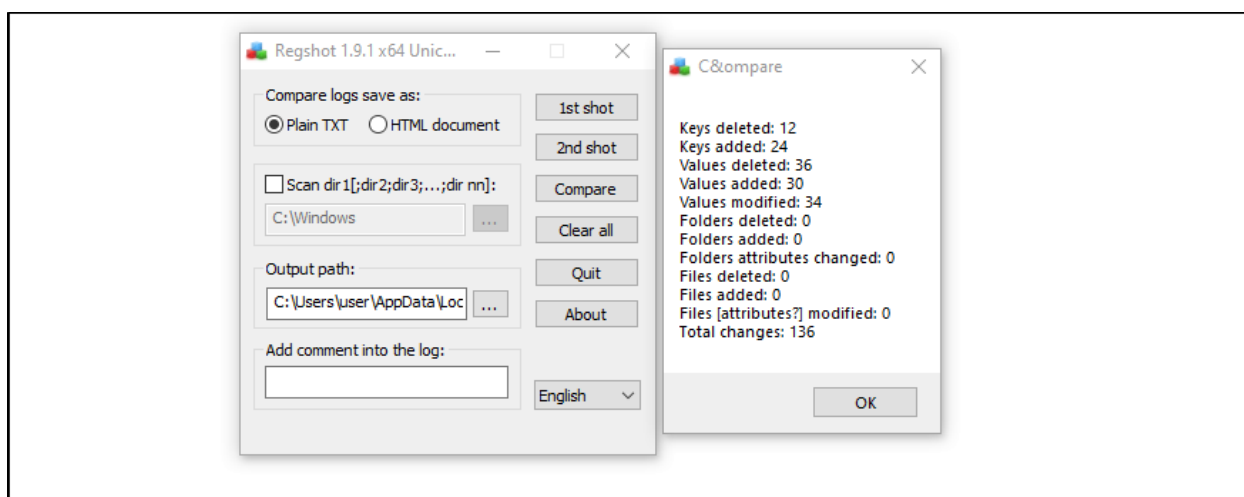 Regshot 1.9.1 x64 Unic...
Compare logs save as:
Plain TXT HTML document
1st shot
2nd shot
Scan dir1[;dir2;dir3;...;dir nn]:
C:\Windows
...
Compare
Clear all
Output path:
C:\Users\user\AppData\Loc
...
Quit
About
Add comment into the log:
English
C&ompare
Keys deleted: 12
Keys added: 24
Values deleted: 36
Values added: 30
Values modified: 34
Folders deleted: 0
Folders added: 0
Folders attributes changed: 0
Files deleted: 0
Files added: 0
Files [attributes?] modified: 0
Total changes: 136
OK